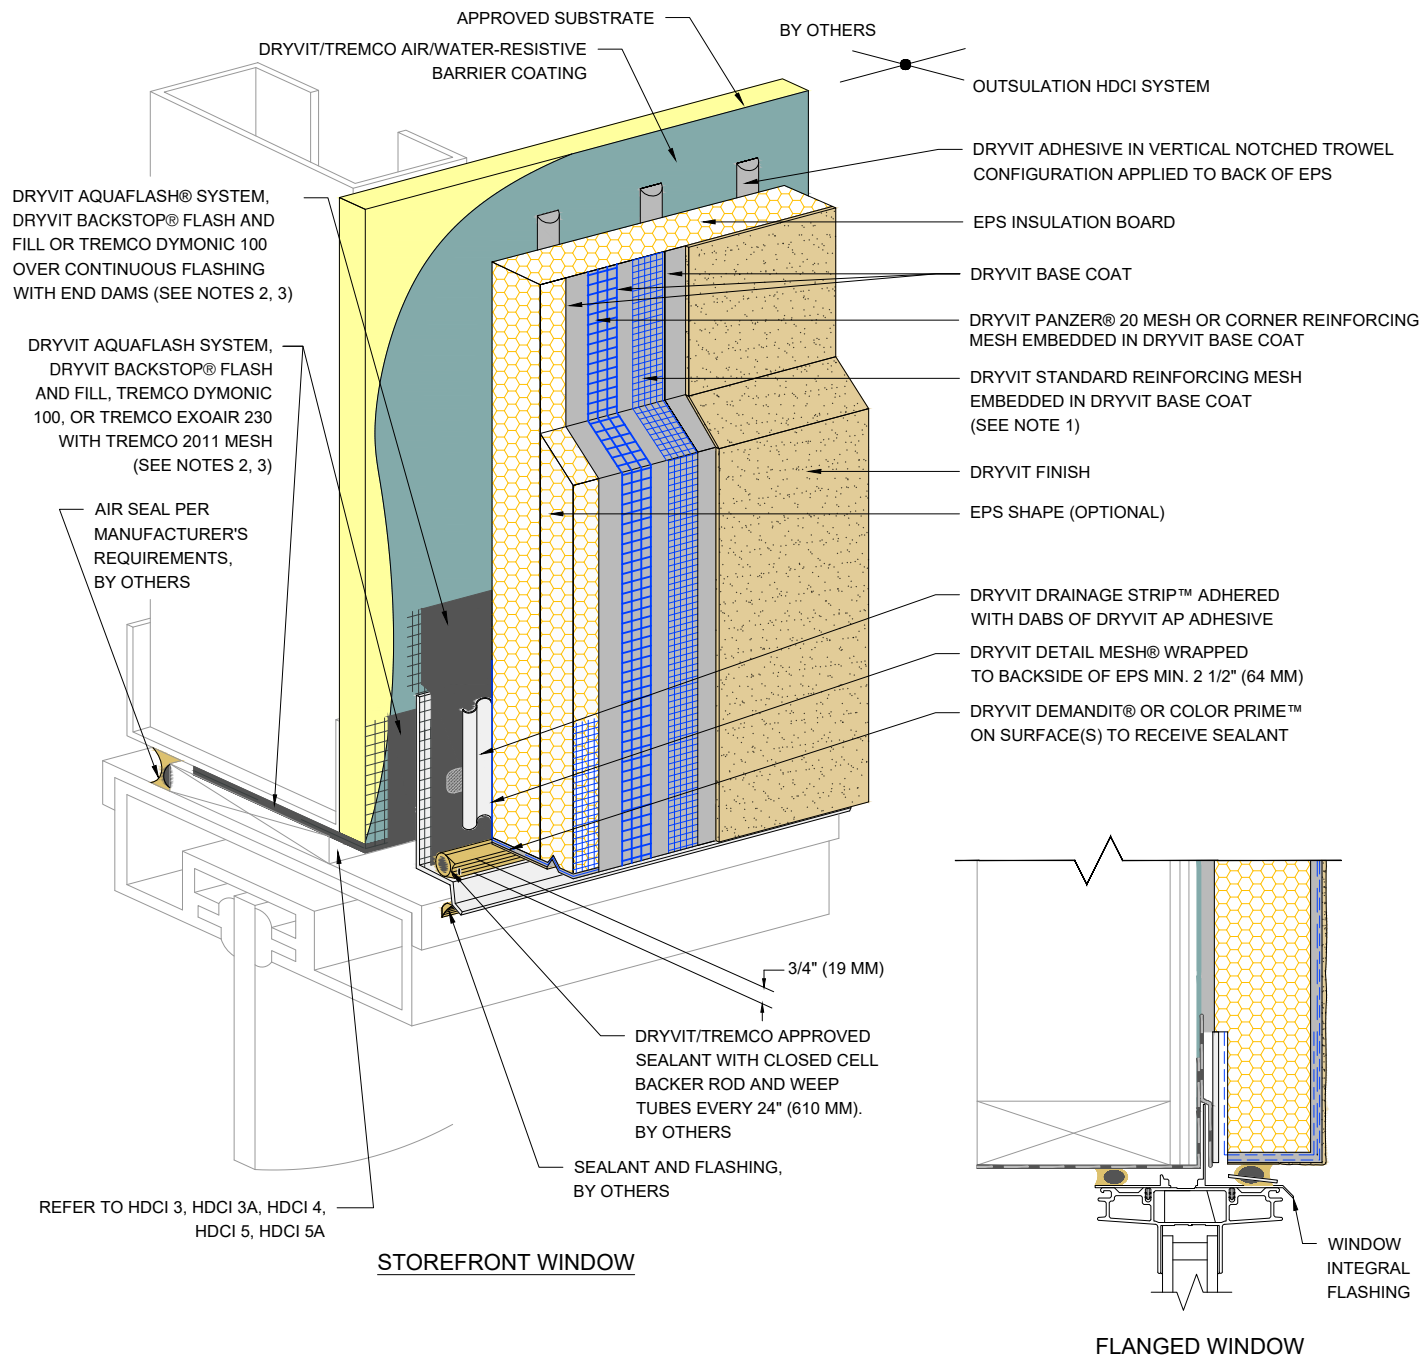 APPROVED SUBSTRATE
DRYVIT/TREMCO AIR/WATER-RESISTIVE
BARRIER COATING
BY OTHERS
OUTSULATION HDCI SYSTEM
DRYVIT ADHESIVE IN VERTICAL NOTCHED TROWEL
CONFIGURATION APPLIED TO BACK OF EPS
EPS INSULATION BOARD
DRYVIT BASE COAT
DRYVIT PANZER® 20 MESH OR CORNER REINFORCING
MESH EMBEDDED IN DRYVIT BASE COAT
DRYVIT STANDARD REINFORCING MESH
EMBEDDED IN DRYVIT BASE COAT
(SEE NOTE 1)
DRYVIT FINISH
EPS SHAPE (OPTIONAL)
DRYVIT DRAINAGE STRIP™ ADHERED
WITH DABS OF DRYVIT AP ADHESIVE
DRYVIT DETAIL MESH® WRAPPED
TO BACKSIDE OF EPS MIN. 2 1/2" (64 MM)
DRYVIT DEMANDIT® OR COLOR PRIME™
ON SURFACE(S) TO RECEIVE SEALANT
DRYVIT AQUAFLASH® SYSTEM,
DRYVIT BACKSTOP® FLASH AND
FILL OR TREMCO DYMONIC 100
OVER CONTINUOUS FLASHING
WITH END DAMS (SEE NOTES 2, 3)
DRYVIT AQUAFLASH SYSTEM,
DRYVIT BACKSTOP® FLASH
AND FILL, TREMCO DYMONIC
100, OR TREMCO EXOAIR 230
WITH TREMCO 2011 MESH
(SEE NOTES 2, 3)
AIR SEAL PER
MANUFACTURER'S
REQUIREMENTS,
BY OTHERS
3/4" (19 MM)
DRYVIT/TREMCO APPROVED
SEALANT WITH CLOSED CELL
BACKER ROD AND WEEP
TUBES EVERY 24" (610 MM).
BY OTHERS
SEALANT AND FLASHING,
BY OTHERS
REFER TO HDCI 3, HDCI 3A, HDCI 4,
HDCI 5, HDCI 5A
STOREFRONT WINDOW
WINDOW
INTEGRAL
FLASHING
FLANGED WINDOW